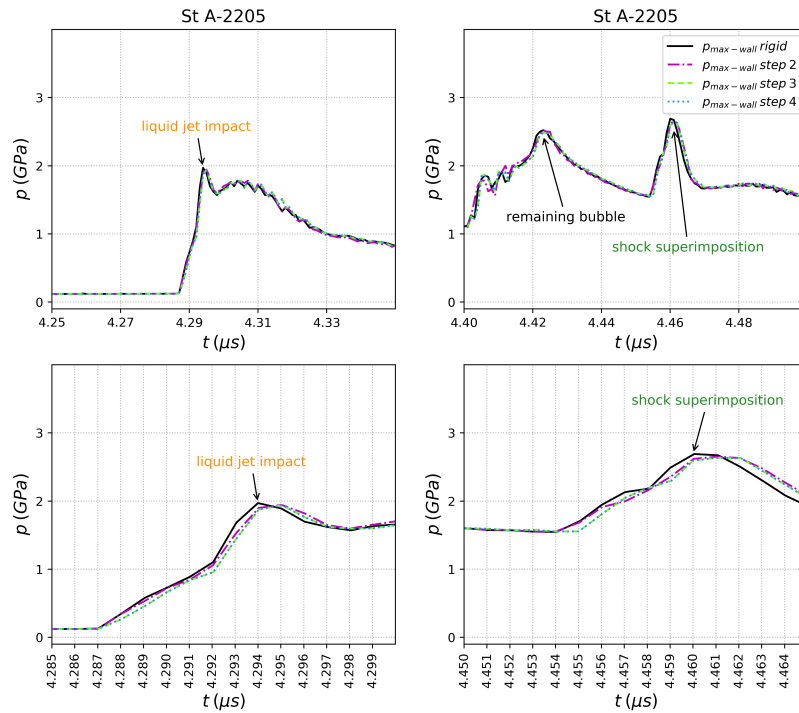 St A-2205
St A-2205
p (GPa)
3
2
1
0
liquid jet impact
4.25
4.27
4.29
4.31
4.33
t (μs)
p (GPa)
3
2
1
0
p_max−wall rigid
p_max−wall step 2
p_max−wall step 3
p_max−wall step 4
remaining bubble
shock superimposition
4.40
4.42
4.44
4.46
4.48
t (μs)
p (GPa)
3
2
1
0
liquid jet impact
4.285
4.286
4.287
4.288
4.289
4.290
4.291
4.292
4.293
4.294
4.295
4.296
4.297
4.298
4.299
t (μs)
p (GPa)
3
2
1
0
shock superimposition
4.450
4.451
4.452
4.453
4.454
4.455
4.456
4.457
4.458
4.459
4.460
4.461
4.462
4.463
4.464
t (μs)